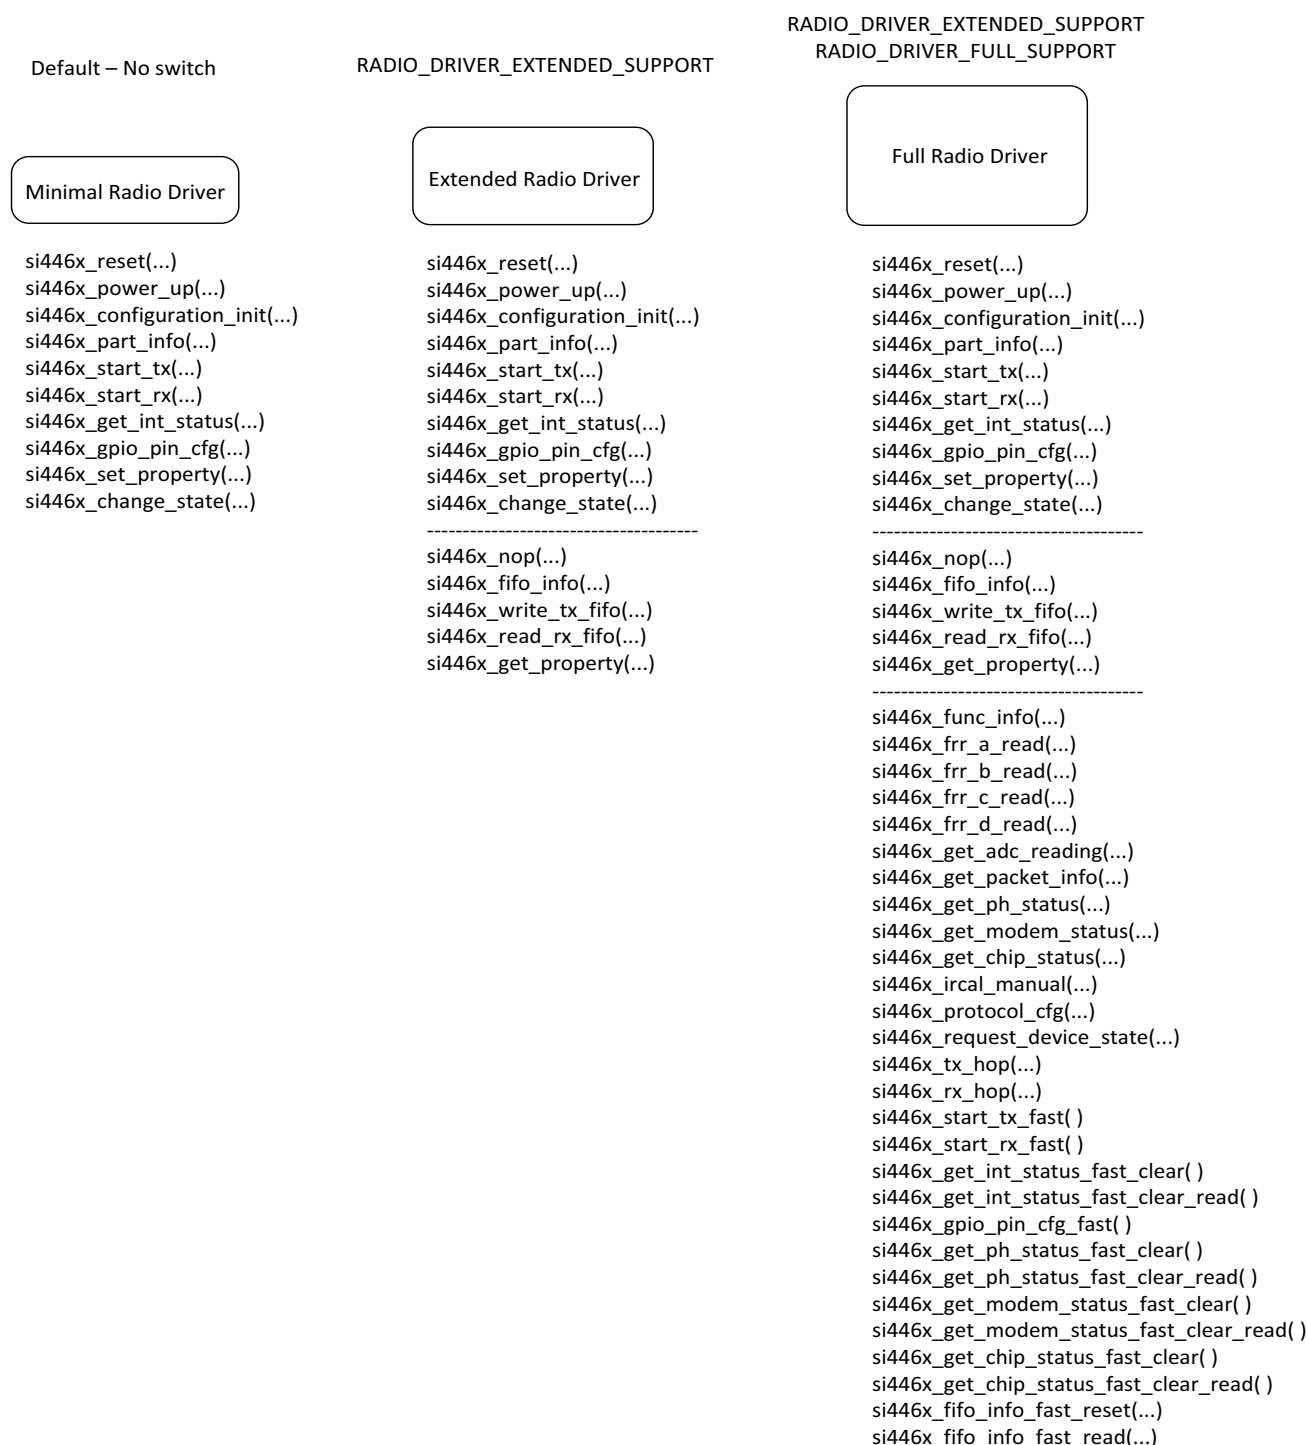 Default – No switch
Minimal Radio Driver
si446x_reset(...)
si446x_power_up(...)
si446x_configuration_init(...)
si446x_part_info(...)
si446x_start_tx(...)
si446x_start_rx(...)
si446x_get_int_status(...)
si446x_gpio_pin_cfg(...)
si446x_set_property(...)
si446x_change_state(...)
RADIO_DRIVER_EXTENDED_SUPPORT
Extended Radio Driver
si446x_reset(...)
si446x_power_up(...)
si446x_configuration_init(...)
si446x_part_info(...)
si446x_start_tx(...)
si446x_start_rx(...)
si446x_get_int_status(...)
si446x_gpio_pin_cfg(...)
si446x_set_property(...)
si446x_change_state(...)
--------------------------------------
si446x_nop(...)
si446x_fifo_info(...)
si446x_write_tx_fifo(...)
si446x_read_rx_fifo(...)
si446x_get_property(...)
RADIO_DRIVER_EXTENDED_SUPPORT
RADIO_DRIVER_FULL_SUPPORT
Full Radio Driver
si446x_reset(...)
si446x_power_up(...)
si446x_configuration_init(...)
si446x_part_info(...)
si446x_start_tx(...)
si446x_start_rx(...)
si446x_get_int_status(...)
si446x_gpio_pin_cfg(...)
si446x_set_property(...)
si446x_change_state(...)
--------------------------------------
si446x_nop(...)
si446x_fifo_info(...)
si446x_write_tx_fifo(...)
si446x_read_rx_fifo(...)
si446x_get_property(...)
--------------------------------------
si446x_func_info(...)
si446x_frr_a_read(...)
si446x_frr_b_read(...)
si446x_frr_c_read(...)
si446x_frr_d_read(...)
si446x_get_adc_reading(...)
si446x_get_packet_info(...)
si446x_get_ph_status(...)
si446x_get_modem_status(...)
si446x_get_chip_status(...)
si446x_ircal_manual(...)
si446x_protocol_cfg(...)
si446x_request_device_state(...)
si446x_tx_hop(...)
si446x_rx_hop(...)
si446x_start_tx_fast( )
si446x_start_rx_fast( )
si446x_get_int_status_fast_clear( )
si446x_get_int_status_fast_clear_read( )
si446x_gpio_pin_cfg_fast( )
si446x_get_ph_status_fast_clear( )
si446x_get_ph_status_fast_clear_read( )
si446x_get_modem_status_fast_clear( )
si446x_get_modem_status_fast_clear_read( )
si446x_get_chip_status_fast_clear( )
si446x_get_chip_status_fast_clear_read( )
si446x_fifo_info_fast_reset(...)
si446x_fifo_info_fast_read(...)